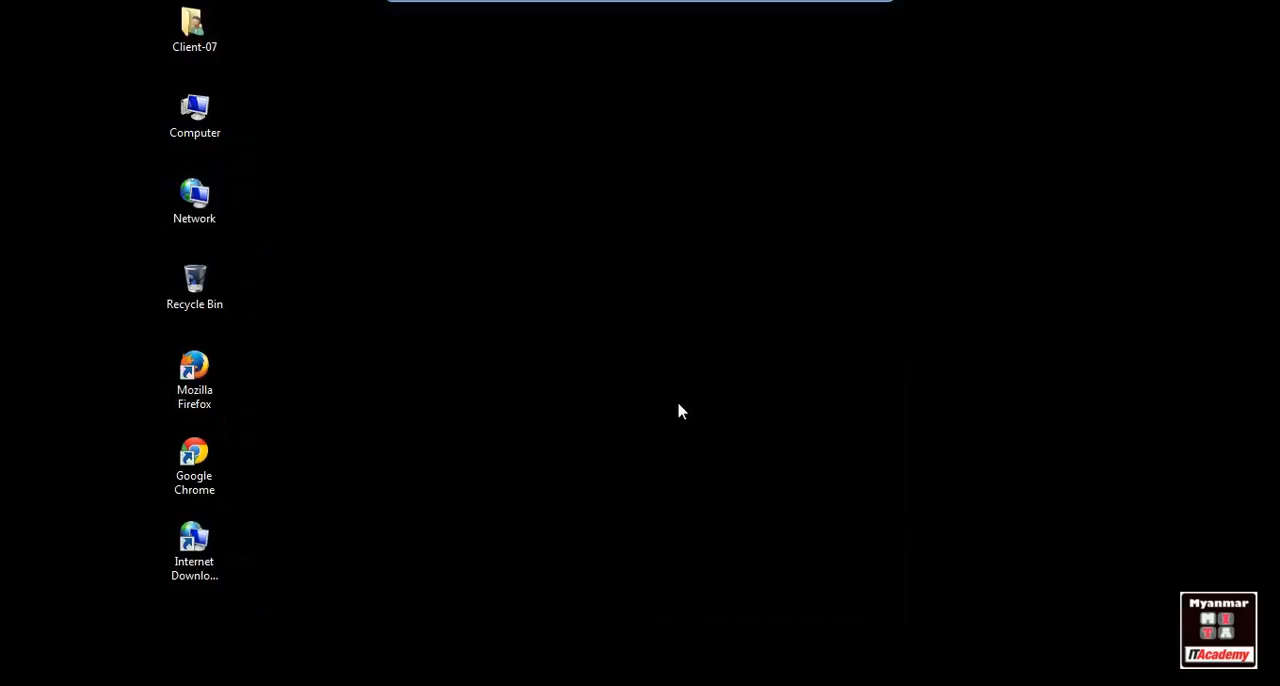 Client-07
Computer
Network
Recycle Bin
Mozilla
Firefox
Google
Chrome
Internet
Downlo...
Myanmar
M I
T A
ITAcademy